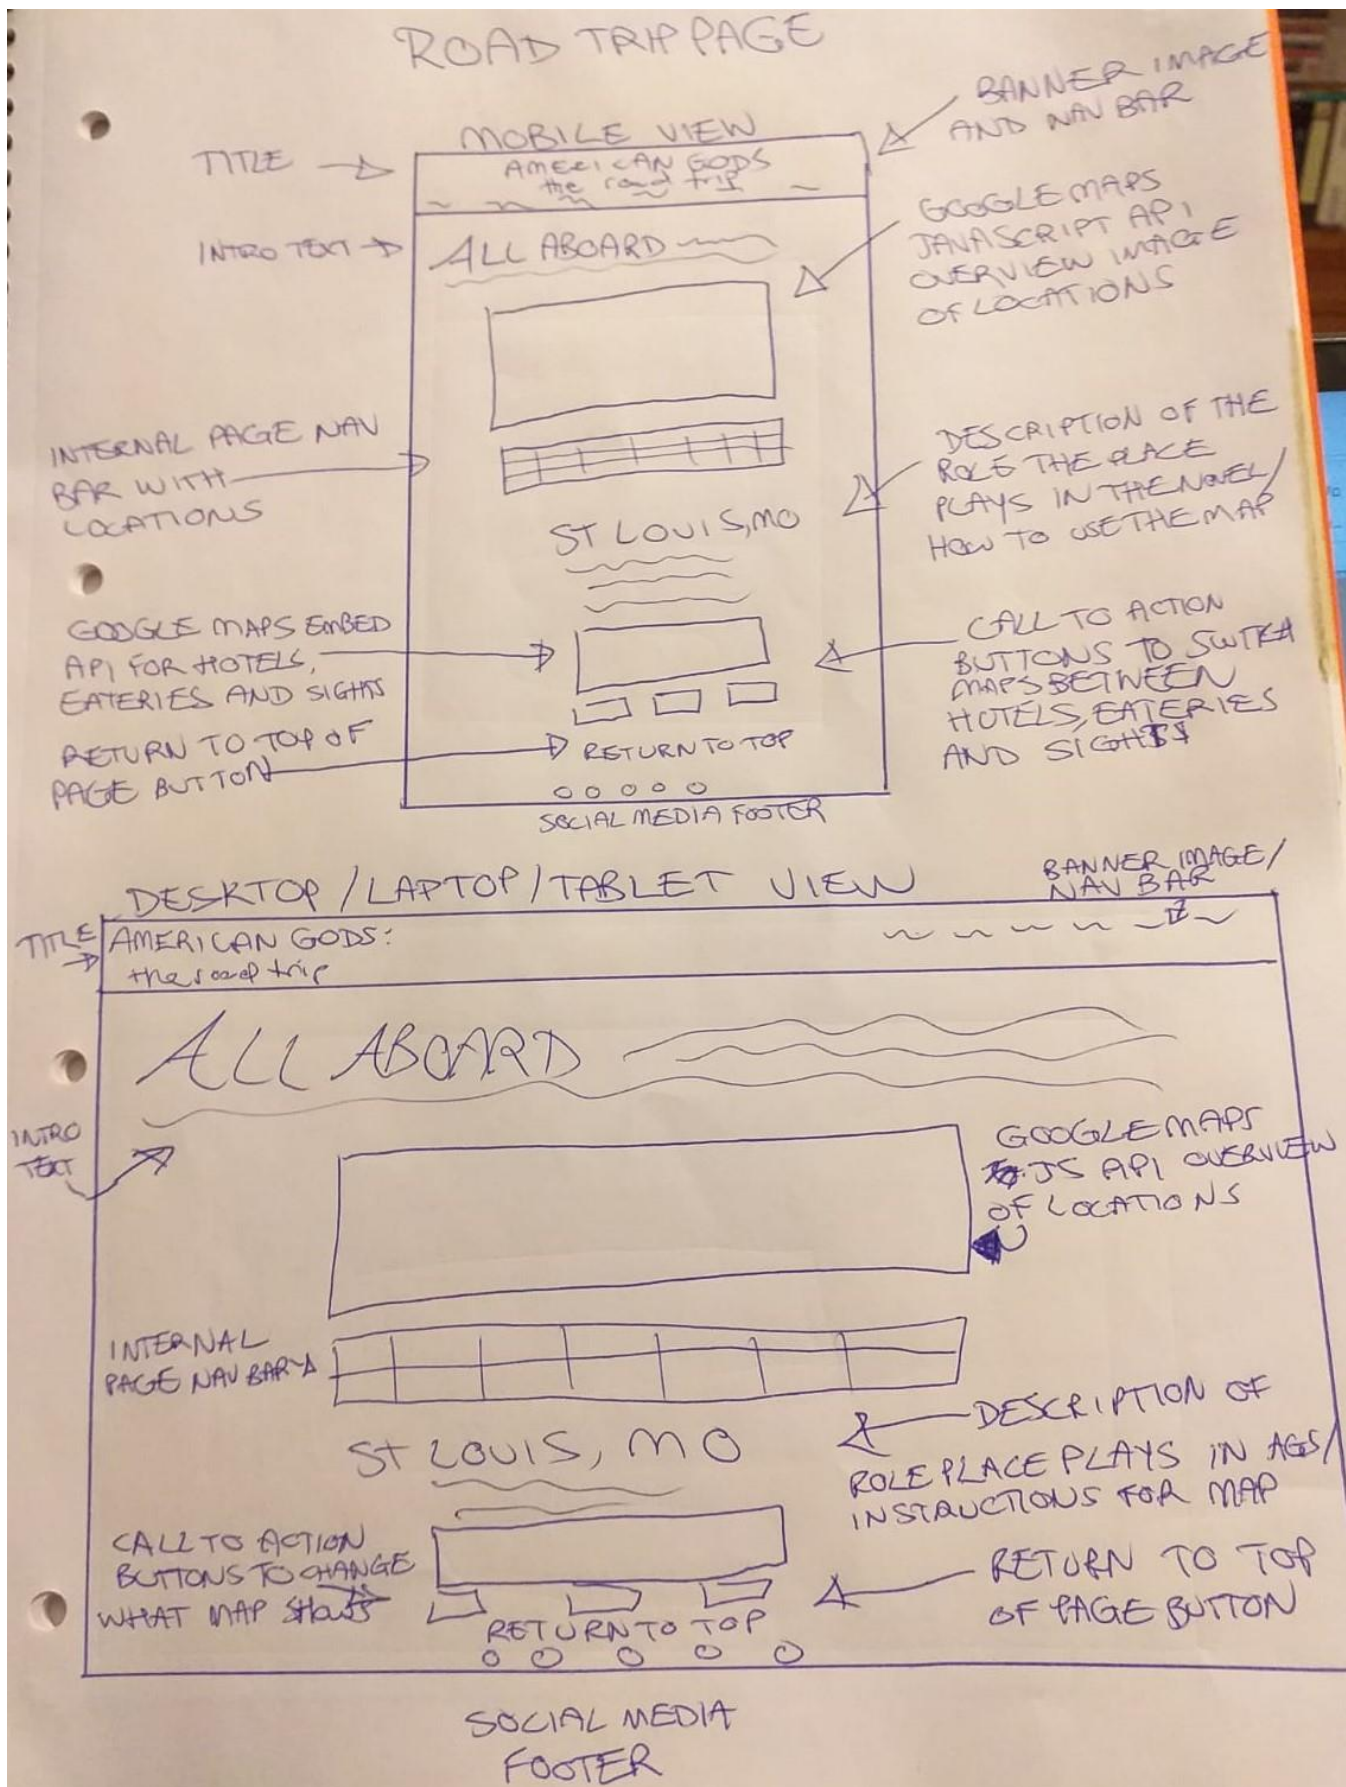 ROAD TRIP PAGE
MOBILE VIEW
TITLE
AMERICAN GODS
the road trip
BANNER IMAGE
AND NAV BAR
INTRO TEXT
ALL ABOARD
GOOGLE MAPS
JAVASCRIPT API
OVERVIEW IMAGE
OF LOCATIONS
INTERNAL PAGE NAV
BAR WITH
LOCATIONS
DESCRIPTION OF THE
ROLE THE PLACE
PLAYS IN THE NOVEL/
HOW TO USE THE MAP
ST LOUIS, MO
GOOGLE MAPS EMBED
API FOR HOTELS,
EATERIES AND SIGHTS
CALL TO ACTION
BUTTONS TO SWITCH
MAPS BETWEEN
HOTELS, EATERIES
AND SIGHTS
RETURN TO TOP OF
PAGE BUTTON
RETURN TO TOP
SOCIAL MEDIA FOOTER
DESKTOP/LAPTOP/TABLET VIEW
BANNER IMAGE/
NAV BAR
TITLE
AMERICAN GODS:
the road trip
ALL ABOARD
INTRO
TEXT
GOOGLE MAPS
JS API OVERVIEW
OF LOCATIONS
INTERNAL
PAGE NAV BAR
ST LOUIS, MO
DESCRIPTION OF
ROLE PLACE PLAYS IN AGS/
INSTRUCTIONS FOR MAP
CALL TO ACTION
BUTTONS TO CHANGE
WHAT MAP SHOWS
RETURN TO TOP
OF PAGE BUTTON
RETURN TO TOP
SOCIAL MEDIA
FOOTER